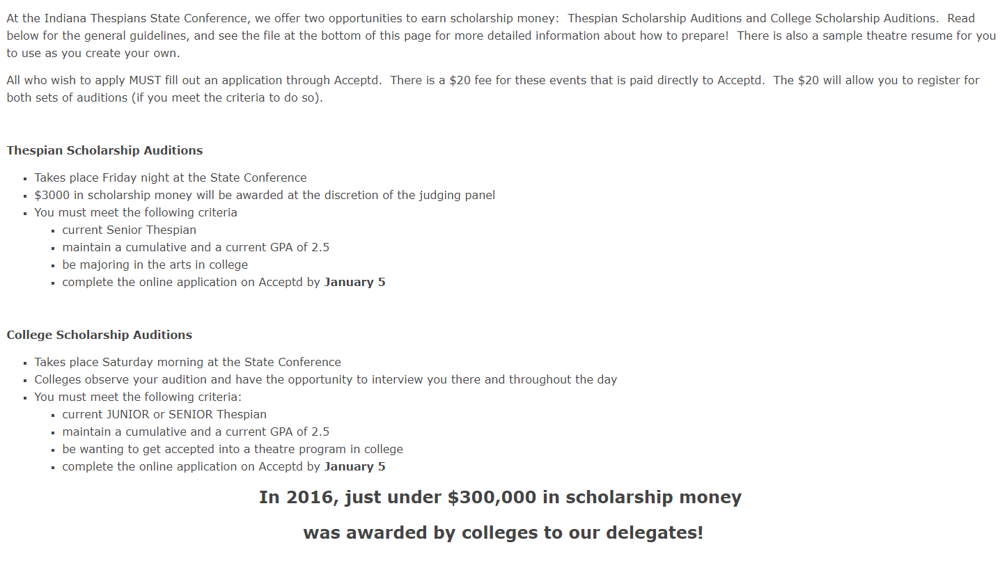 At the Indiana Thespians State Conference, we offer two opportunities to earn scholarship money:  Thespian Scholarship Auditions and College Scholarship Auditions.  Read
below for the general guidelines, and see the file at the bottom of this page for more detailed information about how to prepare!  There is also a sample theatre resume for you
to use as you create your own.
All who wish to apply MUST fill out an application through Acceptd.  There is a $20 fee for these events that is paid directly to Acceptd.  The $20 will allow you to register for
both sets of auditions (if you meet the criteria to do so).
Thespian Scholarship Auditions
▪ Takes place Friday night at the State Conference
▪ $3000 in scholarship money will be awarded at the discretion of the judging panel
▪ You must meet the following criteria
▪ current Senior Thespian
▪ maintain a cumulative and a current GPA of 2.5
▪ be majoring in the arts in college
▪ complete the online application on Acceptd by January 5
College Scholarship Auditions
▪ Takes place Saturday morning at the State Conference
▪ Colleges observe your audition and have the opportunity to interview you there and throughout the day
▪ You must meet the following criteria:
▪ current JUNIOR or SENIOR Thespian
▪ maintain a cumulative and a current GPA of 2.5
▪ be wanting to get accepted into a theatre program in college
▪ complete the online application on Acceptd by January 5
In 2016, just under $300,000 in scholarship money
was awarded by colleges to our delegates!